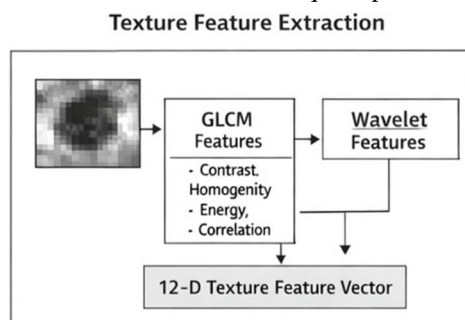 Texture Feature Extraction
GLCM
Features
- Contrast,
Homogenity
- Energy,
- Correlation
Wavelet
Features
12-D Texture Feature Vector